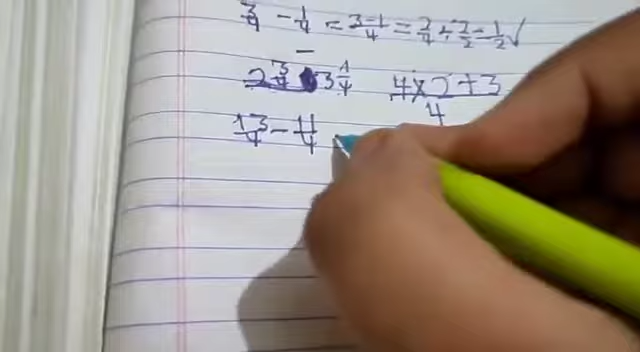 3/4 - 1/4 = 3-1/4 = 2/4 ÷ 2/2 = 1/2 ✓
2 3/4 - 3 1/4 4×2+3/4
13/4 - 11/4